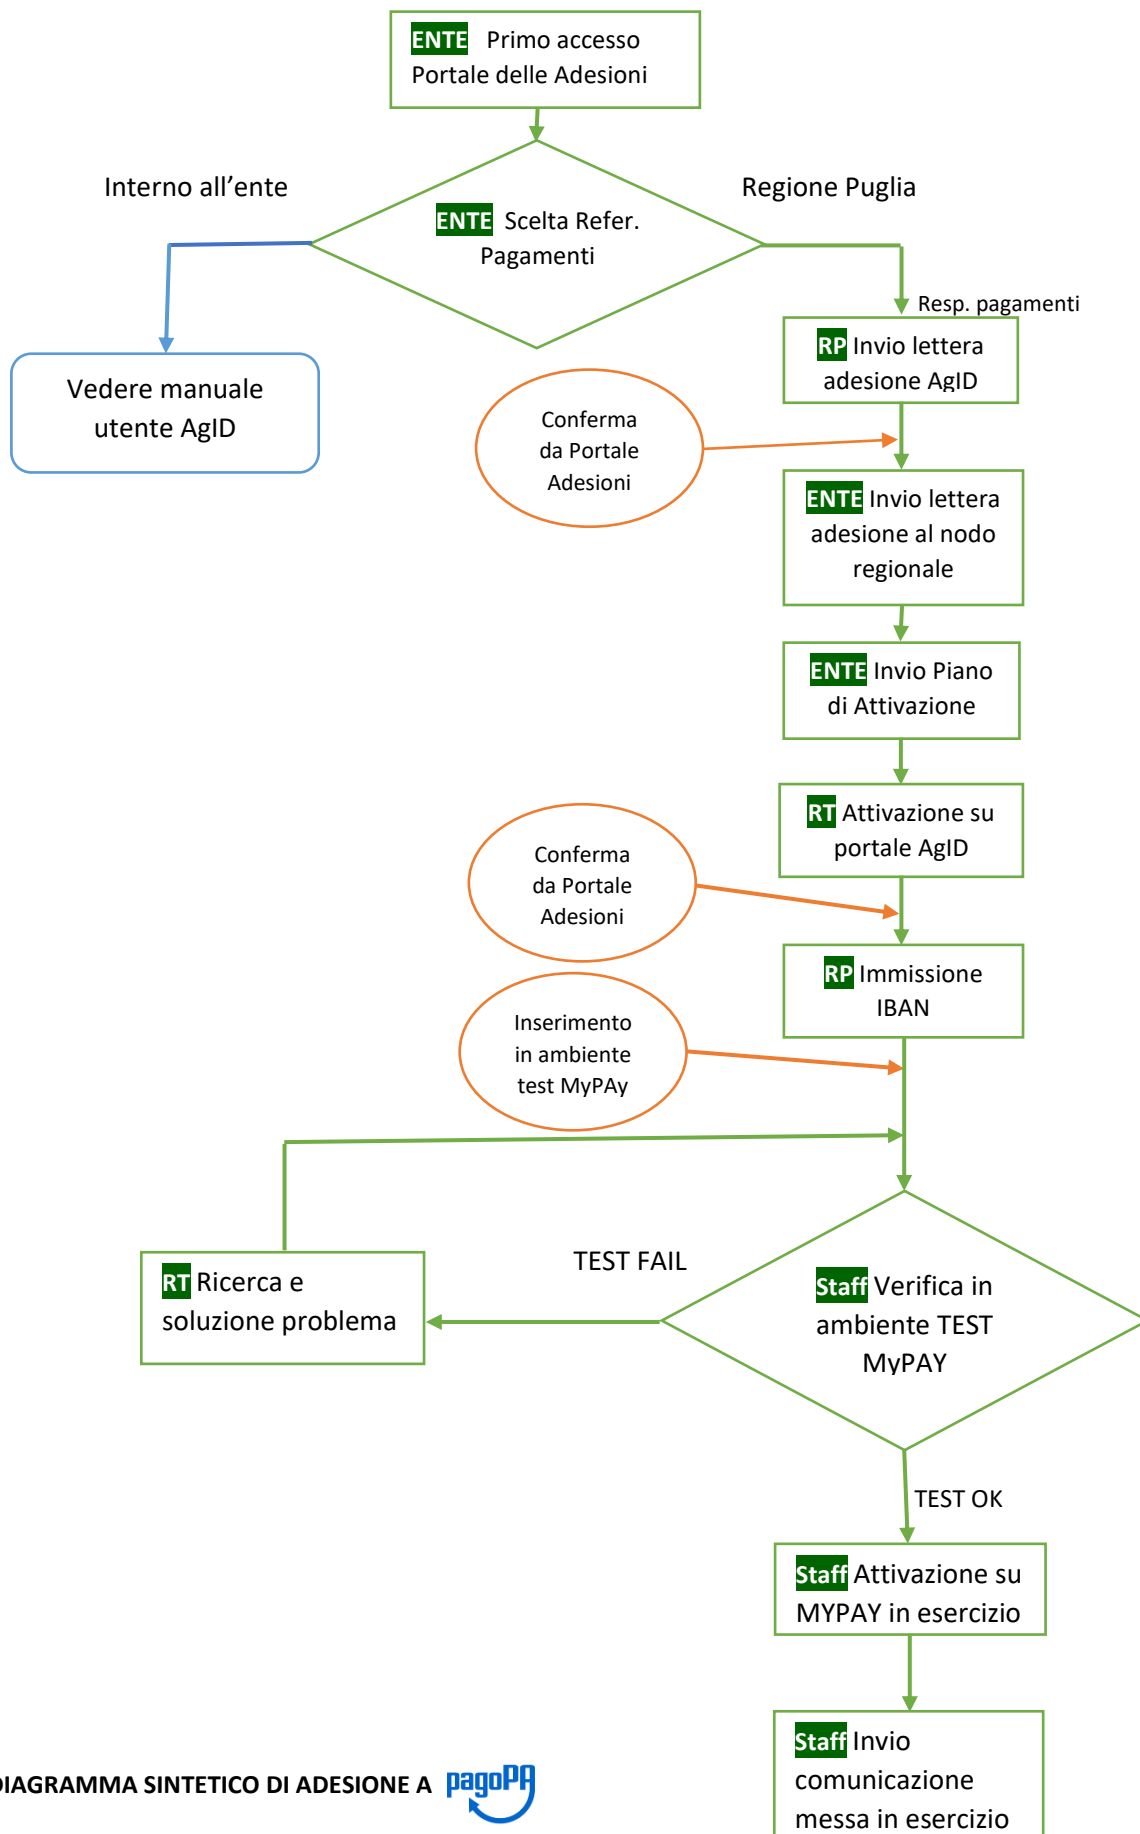 ENTE Primo accesso
Portale delle Adesioni
Interno all’ente
Regione Puglia
ENTE Scelta Refer.
Pagamenti
Resp. pagamenti
RP Invio lettera
adesione AgID
Vedere manuale
utente AgID
Conferma
da Portale
Adesioni
ENTE Invio lettera
adesione al nodo
regionale
ENTE Invio Piano
di Attivazione
RT Attivazione su
portale AgID
Conferma
da Portale
Adesioni
RP Immissione
IBAN
Inserimento
in ambiente
test MyPAy
TEST FAIL
RT Ricerca e
soluzione problema
Staff Verifica in
ambiente TEST
MyPAY
TEST OK
Staff Attivazione su
MYPAY in esercizio
Staff Invio
comunicazione
messa in esercizio
DIAGRAMMA SINTETICO DI ADESIONE A pagoPA